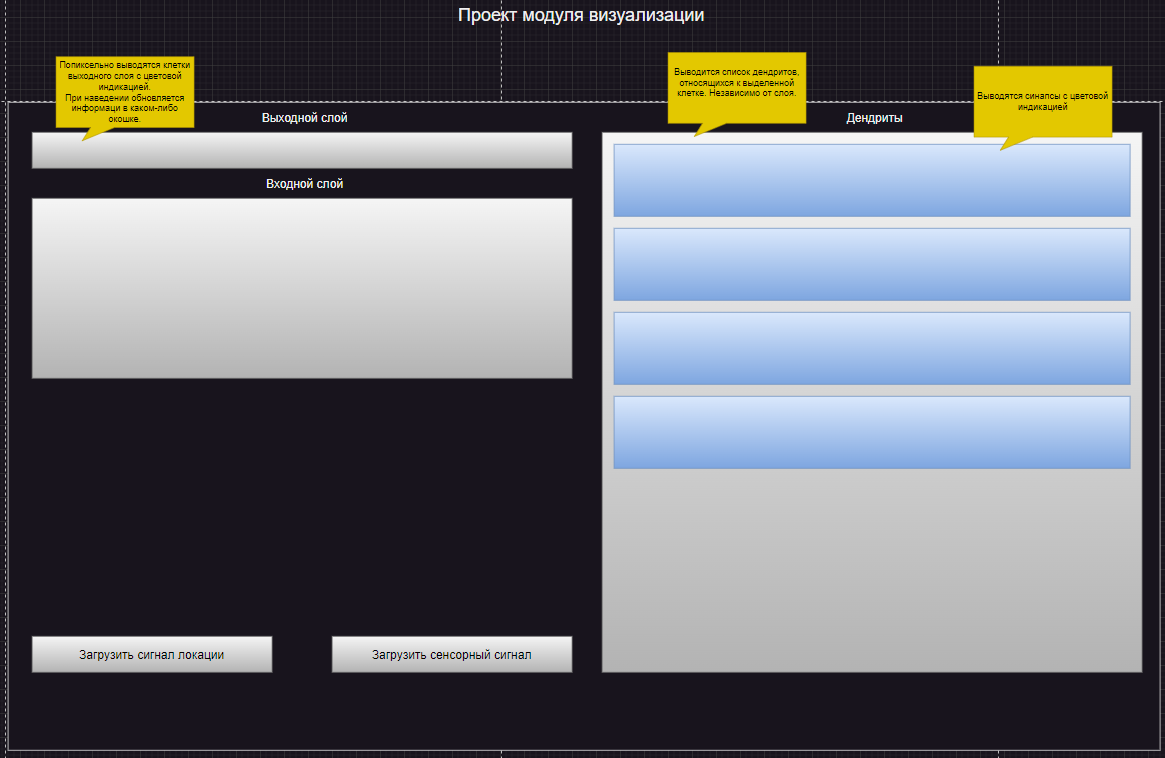 Проект модуля визуализации
Попиксельно выводятся клетки
выходного слоя с цветовой
индикацией.
При наведении обновляется
информаци в каком-либо
окошке.
Выводится список дендритов,
относящихся к выделенной
клетке. Независимо от слоя.
Выводятся синапсы с цветовой
индикацией
Выходной слой
Дендриты
Входной слой
Загрузить сигнал локации
Загрузить сенсорный сигнал